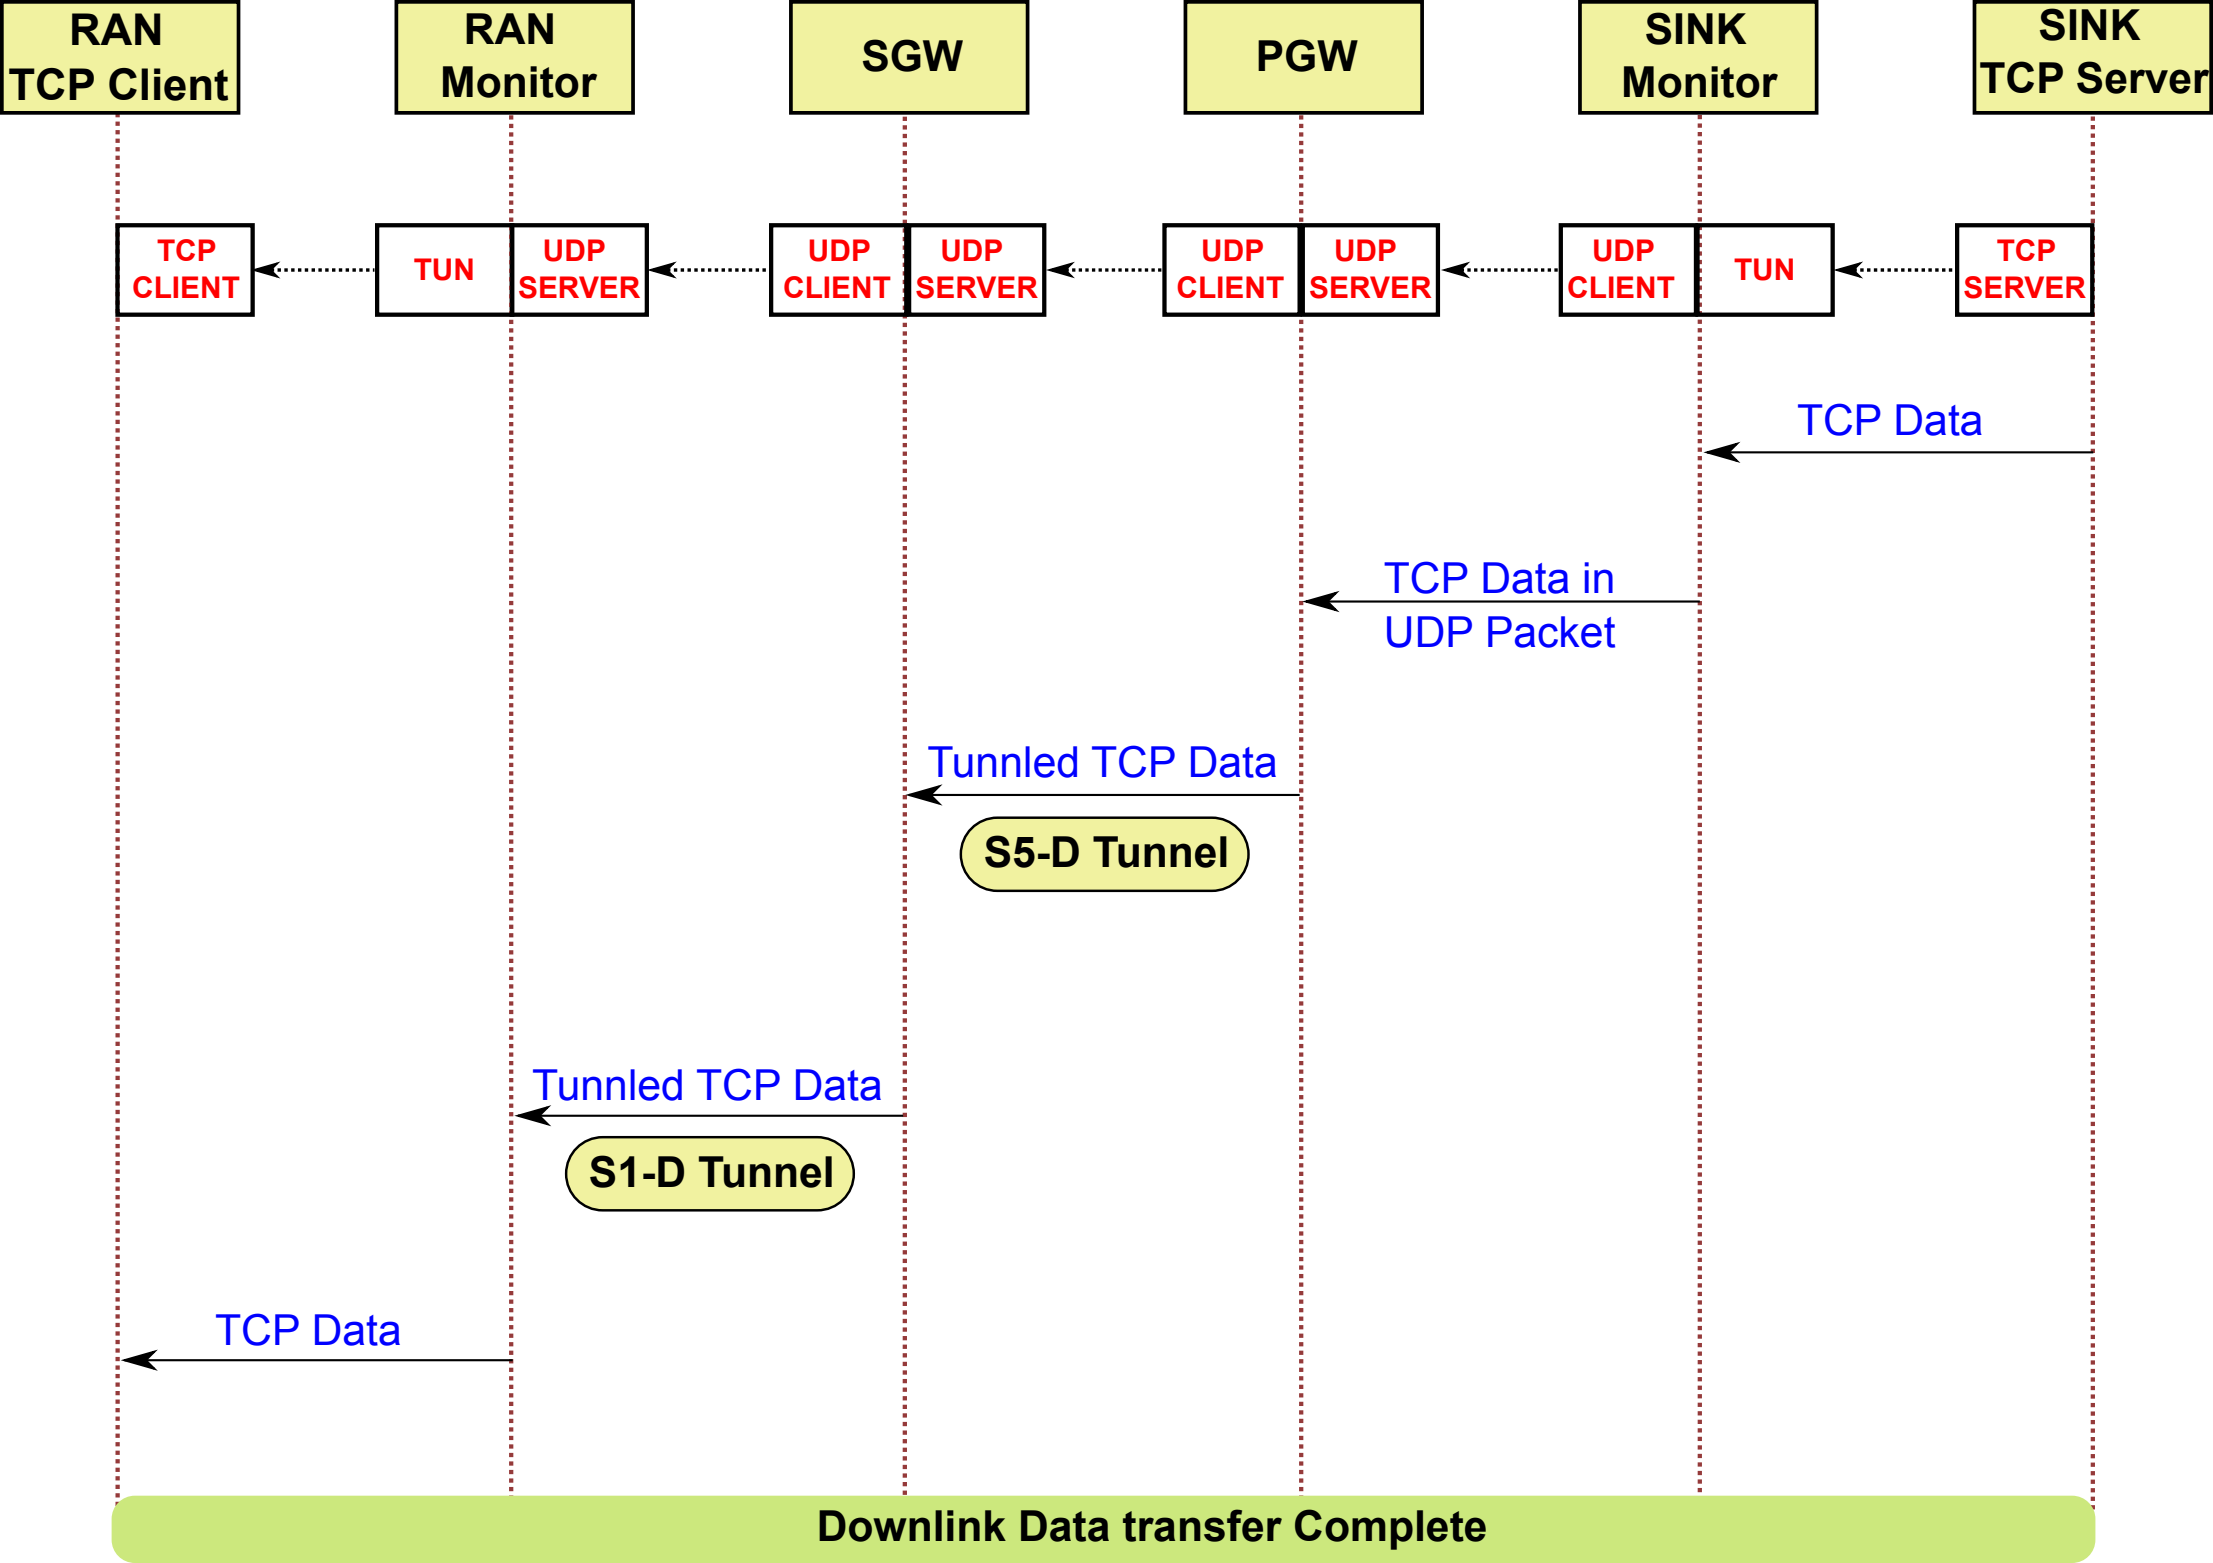 RAN
TCP Client
RAN
Monitor
SGW
PGW
SINK
Monitor
SINK
TCP Server
TCP
CLIENT
TUN
UDP
SERVER
UDP
CLIENT
UDP
SERVER
UDP
CLIENT
UDP
SERVER
UDP
CLIENT
TUN
TCP
SERVER
TCP Data
TCP Data in
UDP Packet
Tunnled TCP Data
S5-D Tunnel
Tunnled TCP Data
S1-D Tunnel
TCP Data
Downlink Data transfer Complete